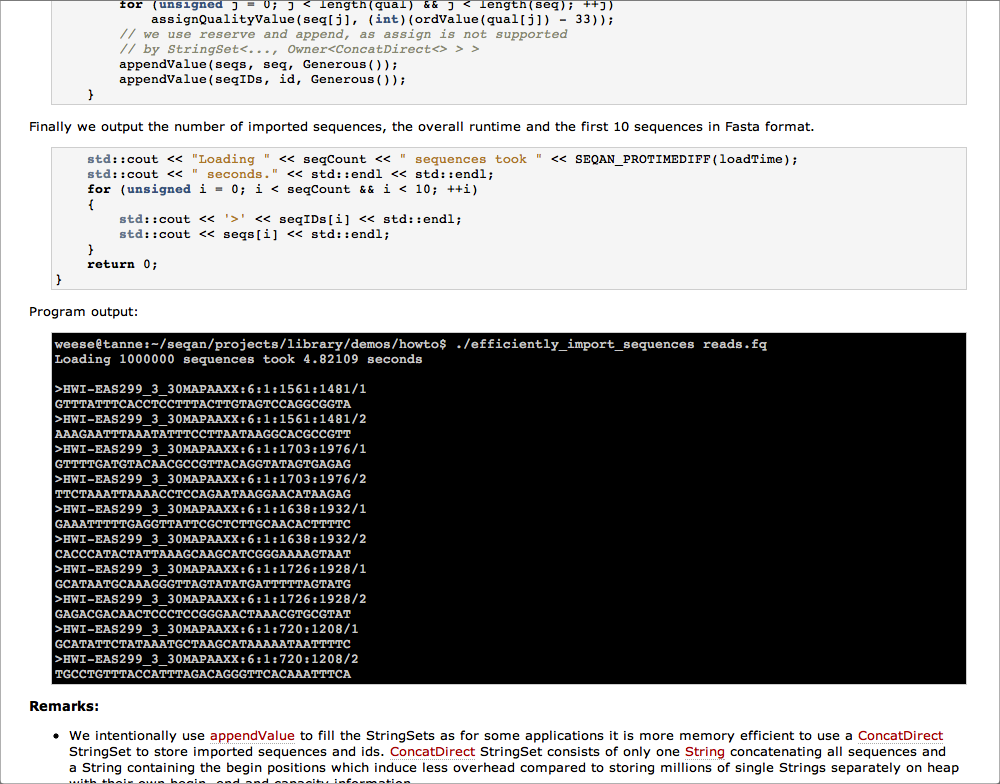 for (unsigned j = 0; j < length(qual) && j < length(seq); ++j)
assignQualityValue(seq[j], (int)(ordValue(qual[j]) - 33));
// we use reserve and append, as assign is not supported
// by StringSet<..., Owner<ConcatDirect<> > >
appendValue(seqs, seq, Generous());
appendValue(seqIDs, id, Generous());
}
Finally we output the number of imported sequences, the overall runtime and the first 10 sequences in Fasta format.
std::cout << "Loading " << seqCount << " sequences took " << SEQAN_PROTIMEDIFF(loadTime);
std::cout << " seconds." << std::endl << std::endl;
for (unsigned i = 0; i < seqCount && i < 10; ++i)
{
std::cout << '>' << seqIDs[i] << std::endl;
std::cout << seqs[i] << std::endl;
}
return 0;
}
Program output:
weese@tanne:~/seqan/projects/library/demos/howto$ ./efficiently_import_sequences reads.fq
Loading 1000000 sequences took 4.82109 seconds
>HWI-EAS299_3_30MAPAAXX:6:1:1561:1481/1
GTTTATTTCACCTCCTTTACTTGTAGTCCAGGCGGTA
>HWI-EAS299_3_30MAPAAXX:6:1:1561:1481/2
AAAGAATTTAAATATTTCCTTAATAAGGCACGCCGTT
>HWI-EAS299_3_30MAPAAXX:6:1:1703:1976/1
GTTTTGATGTACAACGCCGTTACAGGTATAGTGAGAG
>HWI-EAS299_3_30MAPAAXX:6:1:1703:1976/2
TTCTAAATTAAAACCTCCAGAATAAGGAACATAAGAG
>HWI-EAS299_3_30MAPAAXX:6:1:1638:1932/1
GAAATTTTTGAGGTTATTCGCTCTTGCAACACTTTTC
>HWI-EAS299_3_30MAPAAXX:6:1:1638:1932/2
CACCCATACTATTAAAGCAAGCATCGGGAAAAGTAAT
>HWI-EAS299_3_30MAPAAXX:6:1:1726:1928/1
GCATAATGCAAAGGGTTAGTATATGATTTTTAGTATG
>HWI-EAS299_3_30MAPAAXX:6:1:1726:1928/2
GAGACGACAACTCCCTCCGGGAACTAAACGTGCGTAT
>HWI-EAS299_3_30MAPAAXX:6:1:720:1208/1
GCATATTCTATAAATGCTAAGCATAAAAATAATTTTC
>HWI-EAS299_3_30MAPAAXX:6:1:720:1208/2
TGCCTGTTTACCATTTAGACAGGGTTCACAAATTTCA
Remarks:
• We intentionally use appendValue to fill the StringSets as for some applications it is more memory efficient to use a ConcatDirect
StringSet to store imported sequences and ids. ConcatDirect StringSet consists of only one String concatenating all sequences and
a String containing the begin positions which induce less overhead compared to storing millions of single Strings separately on heap
with their own begin, end and capacity information.